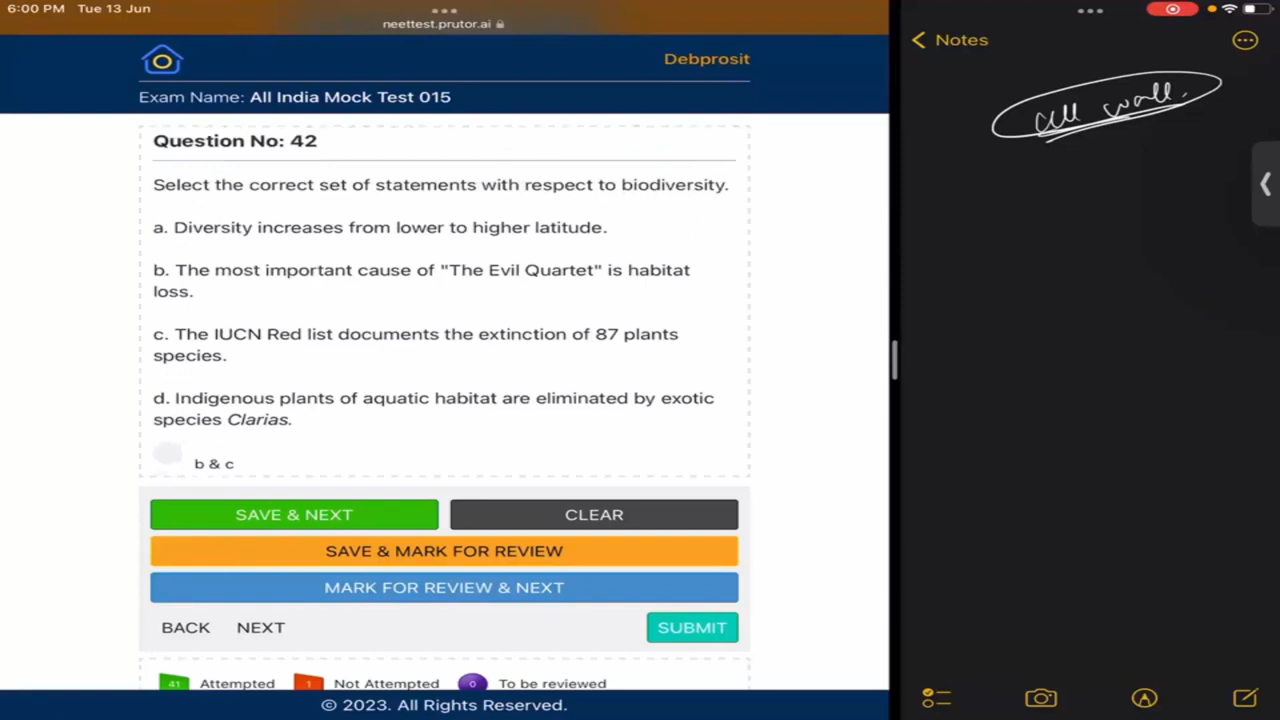 6:00 PM Tue 13 Jun
neettest.prutor.ai
Debprosit
Exam Name: All India Mock Test 015
Question No: 42
Select the correct set of statements with respect to biodiversity.
a. Diversity increases from lower to higher latitude.
b. The most important cause of "The Evil Quartet" is habitat
loss.
c. The IUCN Red list documents the extinction of 87 plants
species.
d. Indigenous plants of aquatic habitat are eliminated by exotic
species Clarias.
b & c
SAVE & NEXT
CLEAR
SAVE & MARK FOR REVIEW
MARK FOR REVIEW & NEXT
BACK
NEXT
SUBMIT
41 Attempted
1 Not Attempted
0 To be reviewed
© 2023. All Rights Reserved.
Notes
cell wall.